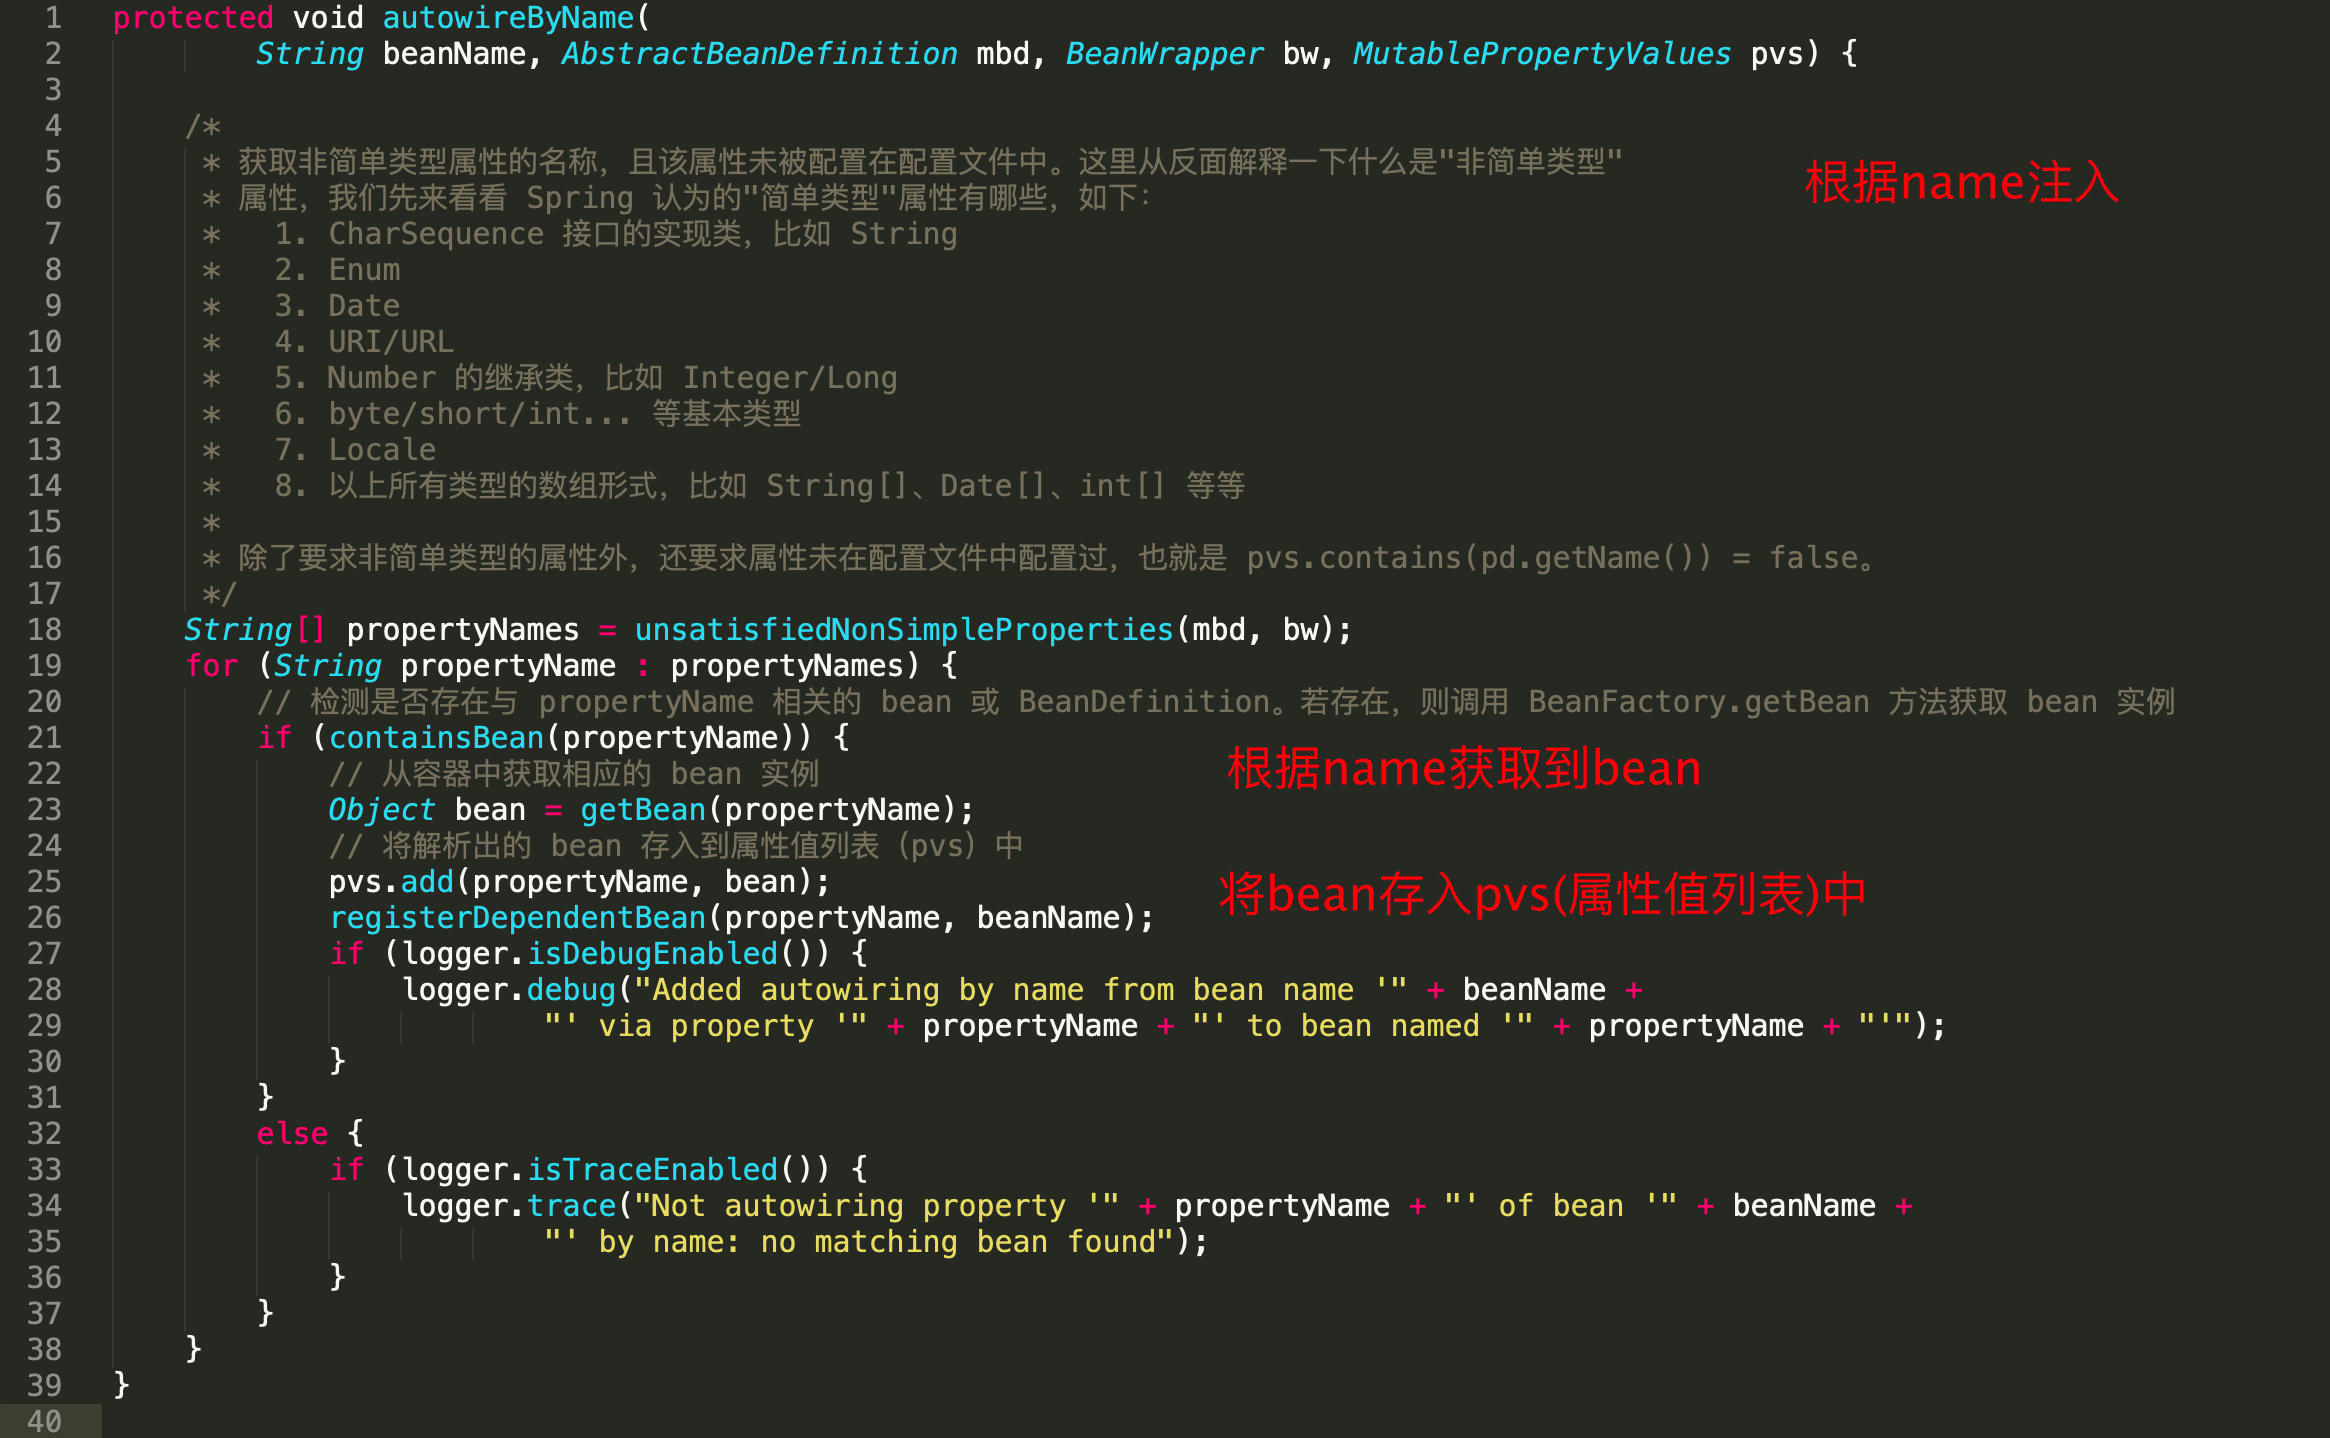 1 protected void autowireByName(
2 String beanName, AbstractBeanDefinition mbd, BeanWrapper bw, MutablePropertyValues pvs) {
3
4 /*
5 * 获取非简单类型属性的名称，且该属性未被配置在配置文件中。这里从反面解释一下什么是"非简单类型"
根据name注入
6 * 属性，我们先来看看 Spring 认为的"简单类型"属性有哪些，如下：
7 * 1. CharSequence 接口的实现类，比如 String
8 * 2. Enum
9 * 3. Date
10 * 4. URI/URL
11 * 5. Number 的继承类，比如 Integer/Long
12 * 6. byte/short/int... 等基本类型
13 * 7. Locale
14 * 8. 以上所有类型的数组形式，比如 String[]、Date[]、int[] 等等
15 *
16 * 除了要求非简单类型的属性外，还要求属性未在配置文件中配置过，也就是 pvs.contains(pd.getName()) = false。
17 */
18 String[] propertyNames = unsatisfiedNonSimpleProperties(mbd, bw);
19 for (String propertyName : propertyNames) {
20 // 检测是否存在与 propertyName 相关的 bean 或 BeanDefinition。若存在，则调用 BeanFactory.getBean 方法获取 bean 实例
21 if (containsBean(propertyName)) {
22 // 从容器中获取相应的 bean 实例
根据name获取到bean
23 Object bean = getBean(propertyName);
24 // 将解析出的 bean 存入到属性值列表（pvs）中
25 pvs.add(propertyName, bean);
将bean存入pvs(属性值列表)中
26 registerDependentBean(propertyName, beanName);
27 if (logger.isDebugEnabled()) {
28 logger.debug("Added autowiring by name from bean name '" + beanName +
29 "' via property '" + propertyName + "' to bean named '" + propertyName + "'");
30 }
31 }
32 else {
33 if (logger.isTraceEnabled()) {
34 logger.trace("Not autowiring property '" + propertyName + "' of bean '" + beanName +
35 "' by name: no matching bean found");
36 }
37 }
38 }
39 }
40